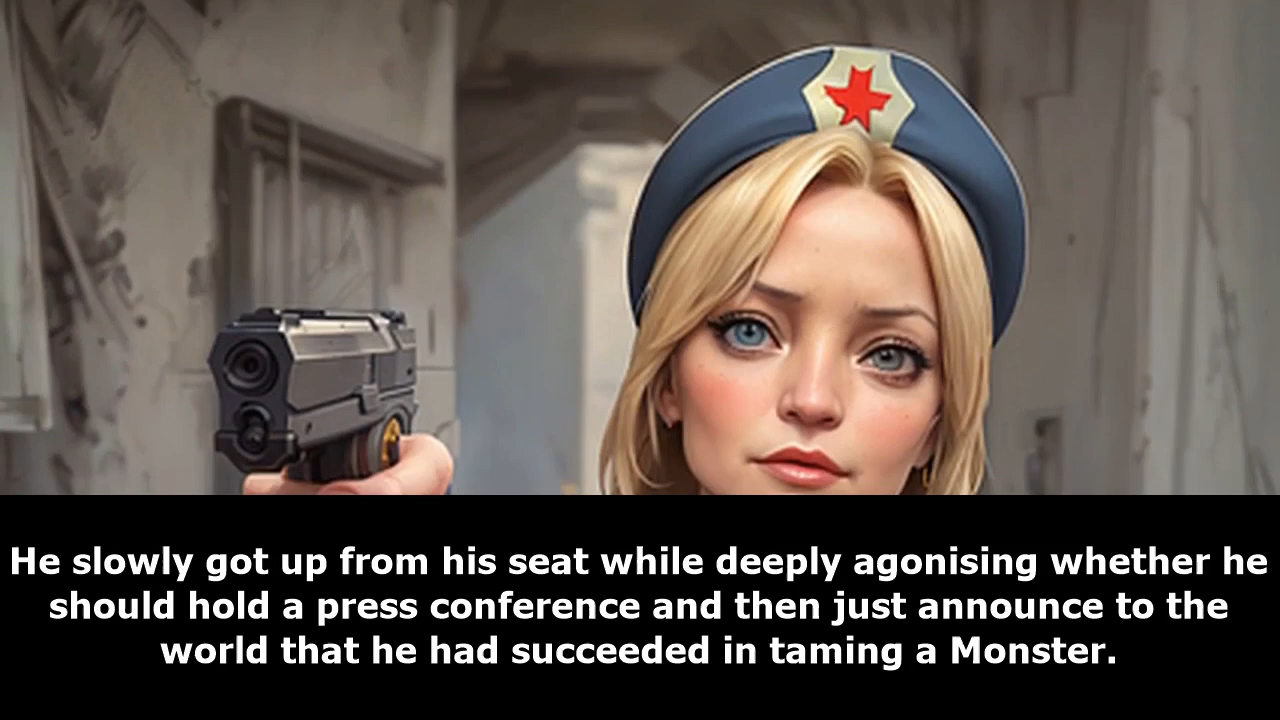 He slowly got up from his seat while deeply agonising whether he
should hold a press conference and then just announce to the
world that he had succeeded in taming a Monster.